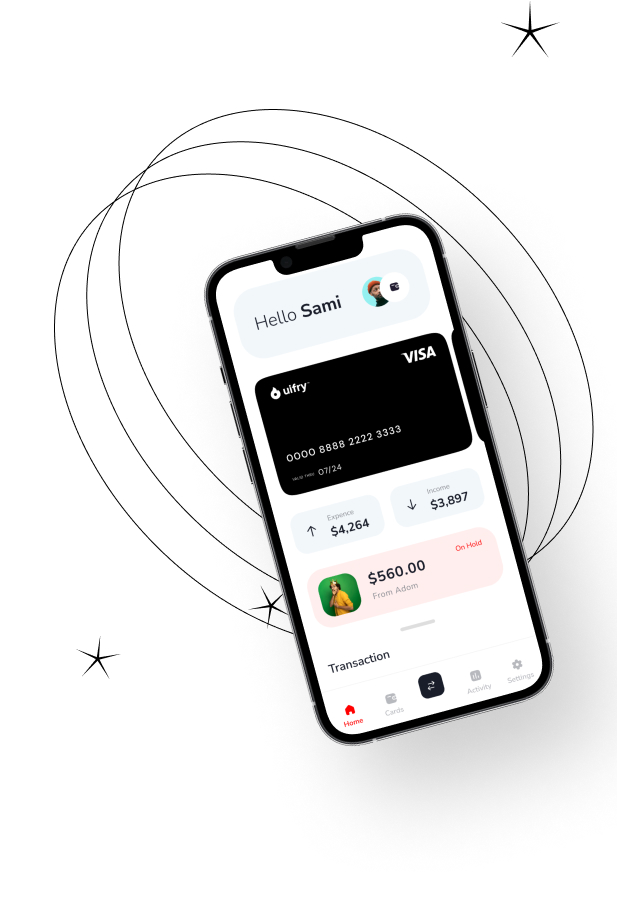 Hello Sami
VISA
uifry
0000 8888 2222 3333
VALID THRU 07/24
Expence
$4,264
Income
$3,897
$560.00
On Hold
From Adom
Transaction
Home
Cards
Activity
Settings